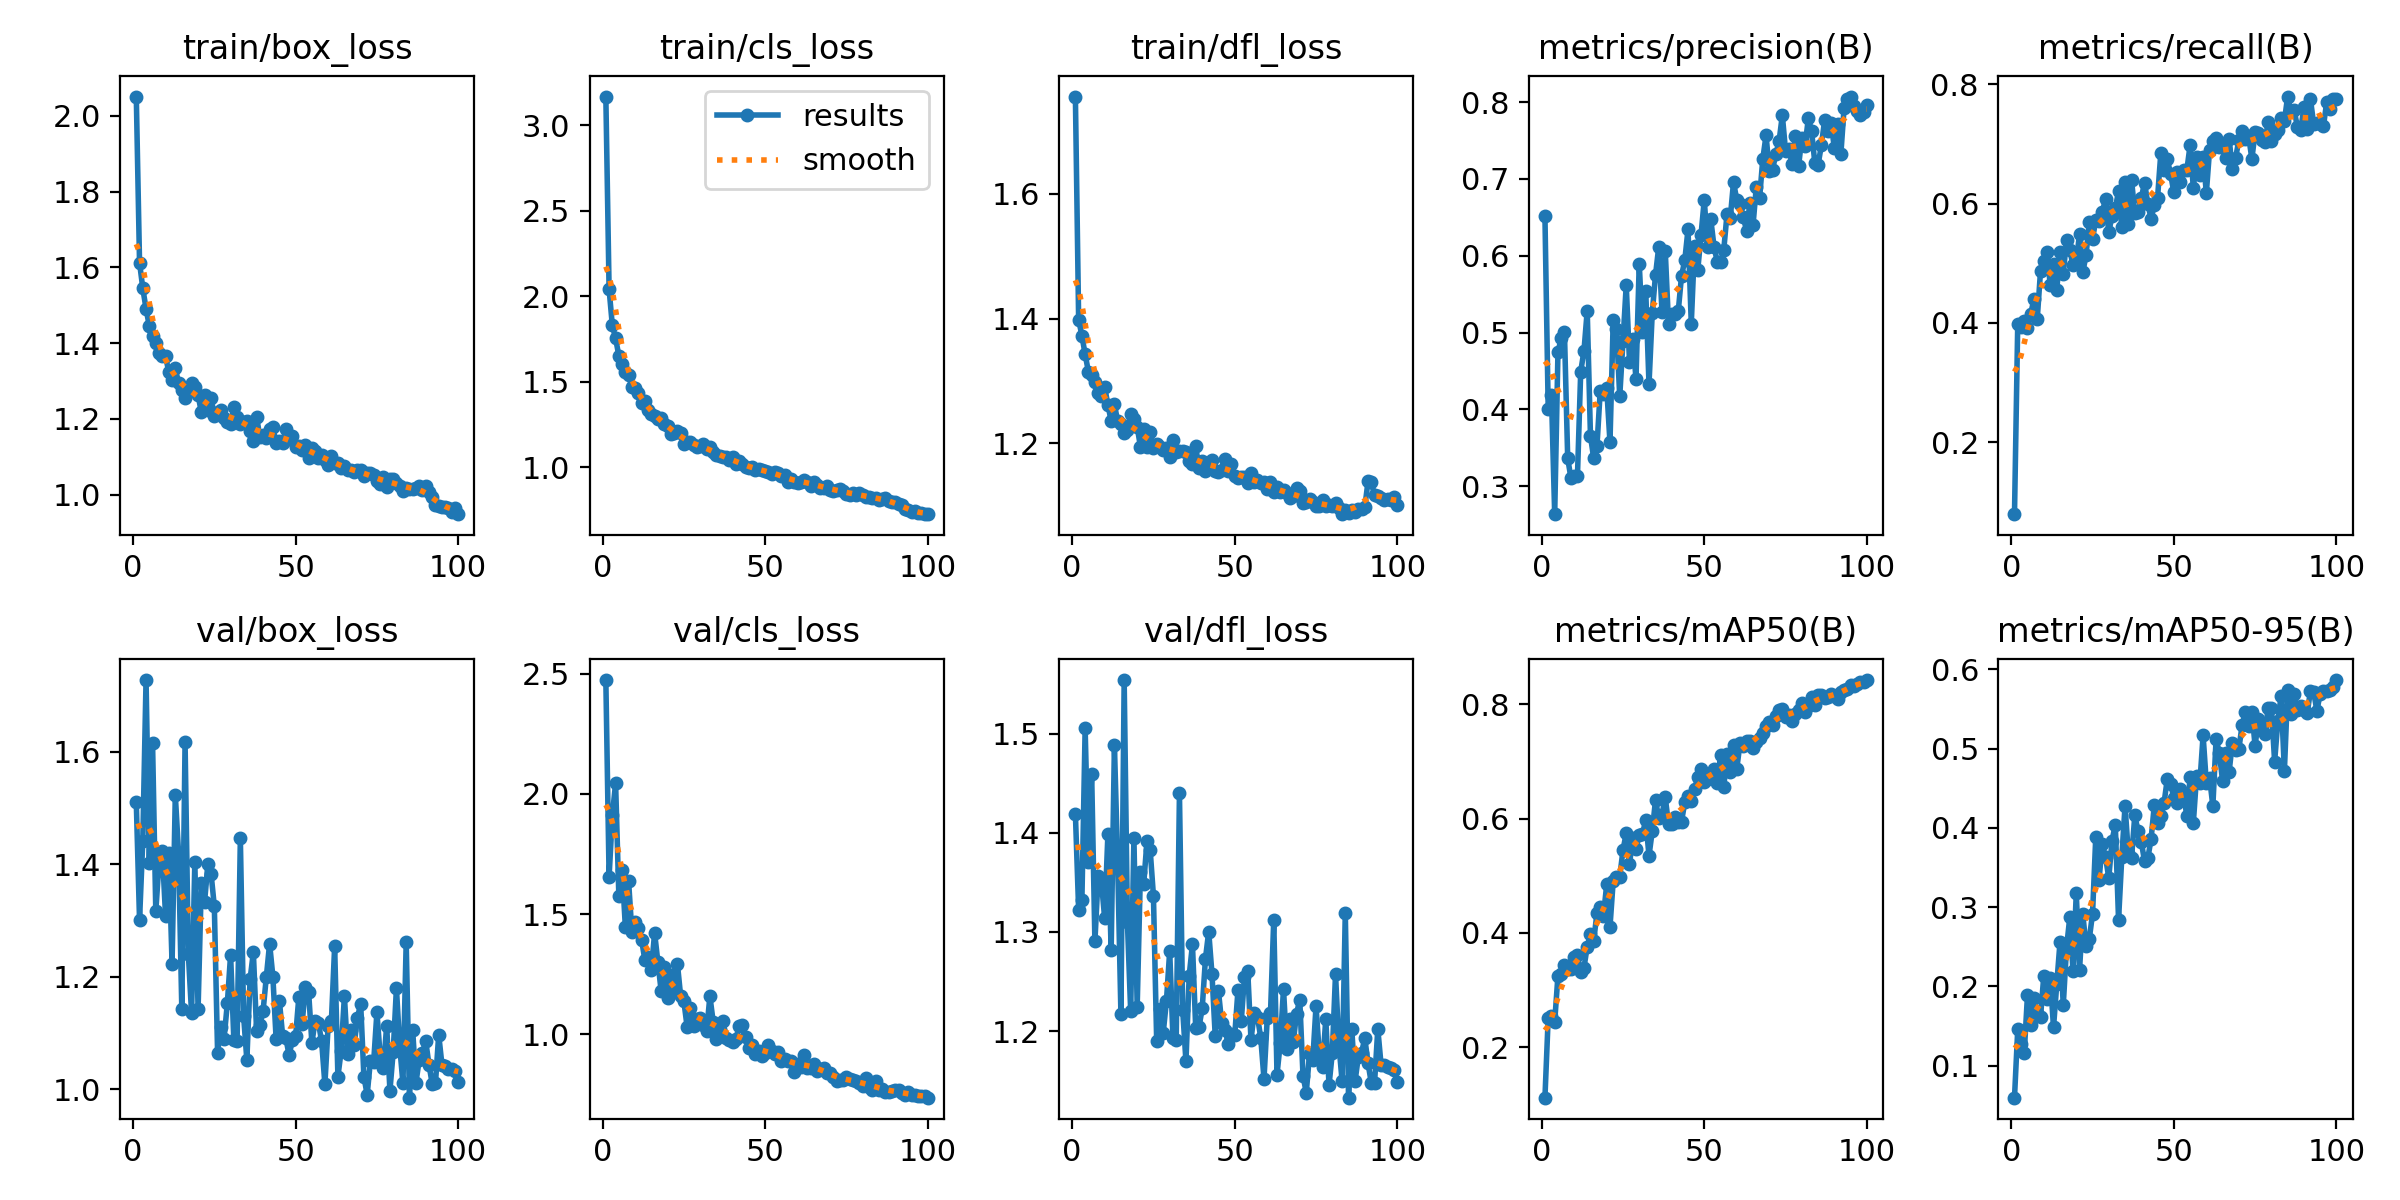 train/box_loss
2.0
1.8
1.6
1.4
1.2
1.0
0 50 100
train/cls_loss
results
smooth
3.0
2.5
2.0
1.5
1.0
0 50 100
train/dfl_loss
1.6
1.4
1.2
0 50 100
metrics/precision(B)
0.8
0.7
0.6
0.5
0.4
0.3
0 50 100
metrics/recall(B)
0.8
0.6
0.4
0.2
0 50 100
val/box_loss
1.6
1.4
1.2
1.0
0 50 100
val/cls_loss
2.5
2.0
1.5
1.0
0 50 100
val/dfl_loss
1.5
1.4
1.3
1.2
0 50 100
metrics/mAP50(B)
0.8
0.6
0.4
0.2
0 50 100
metrics/mAP50-95(B)
0.6
0.5
0.4
0.3
0.2
0.1
0 50 100